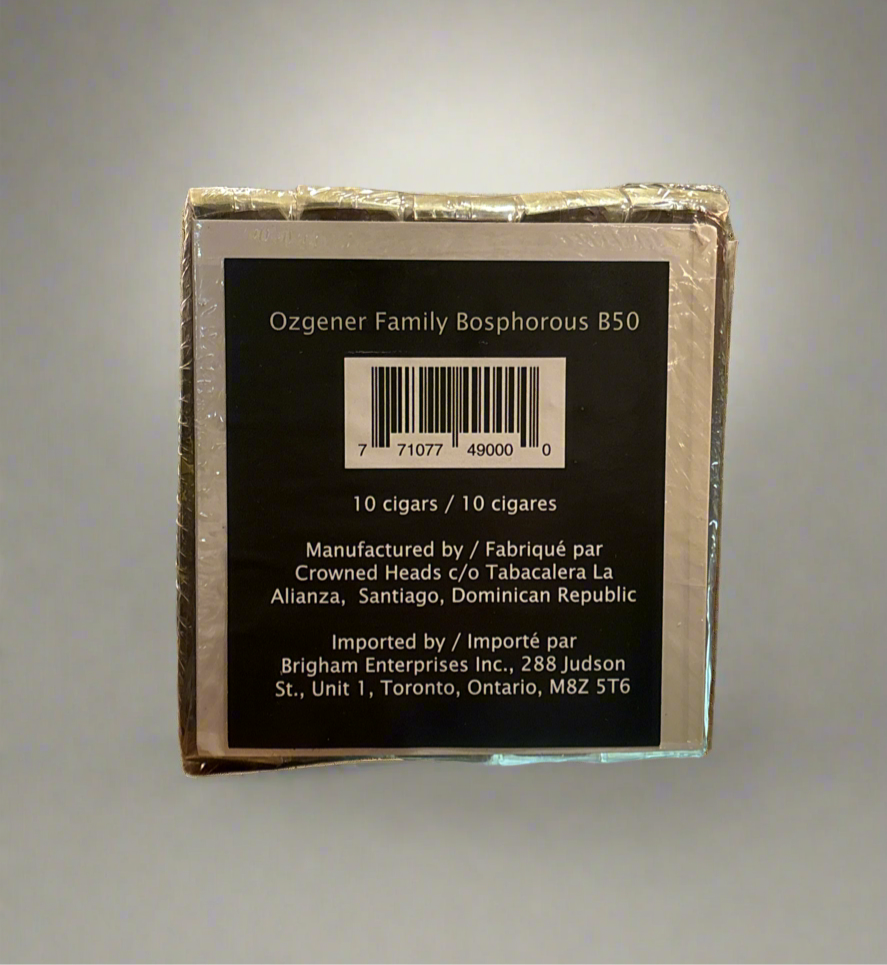 Ozgener Family Bosphorous B50
7 71077 49000 0
10 cigars / 10 cigares
Manufactured by / Fabriqué par
Crowned Heads c/o Tabacalera La
Alianza, Santiago, Dominican Republic
Imported by / Importé par
Brigham Enterprises Inc., 288 Judson
St., Unit 1, Toronto, Ontario, M8Z 5T6